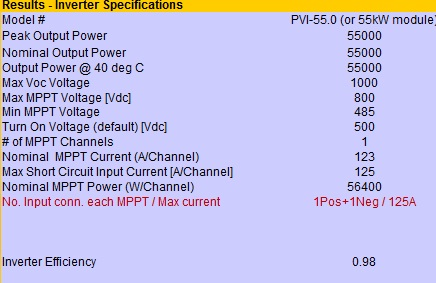 Results - Inverter Specifications
Model # PVI-55.0 (or 55kW module)
Peak Output Power 55000
Nominal Output Power 55000
Output Power @ 40 deg C 55000
Max Voc Voltage 1000
Max MPPT Voltage [Vdc] 800
Min MPPT Voltage 485
Turn On Voltage (default) [Vdc] 500
# of MPPT Channels 1
Nominal MPPT Current (A/Channel) 123
Max Short Circuit Input Current [A/Channel] 125
Nominal MPPT Power (W/Channel) 56400
No. Input conn. each MPPT / Max current 1Pos+1Neg / 125A
Inverter Efficiency 0.98